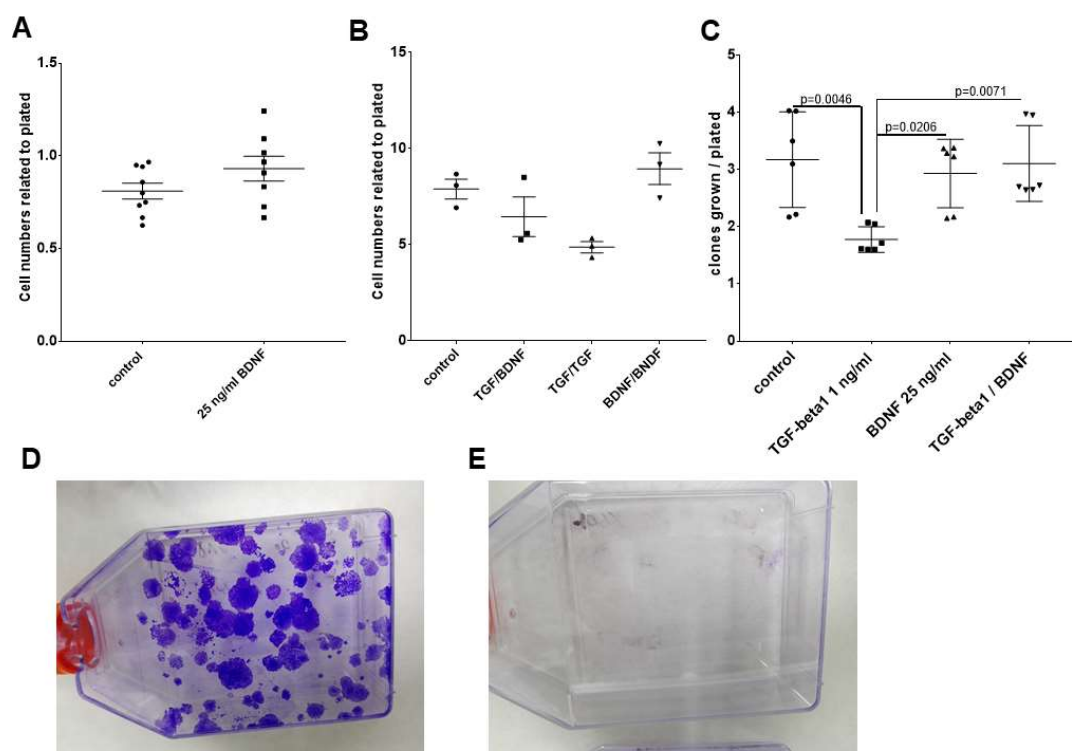 A
Cell numbers related to plated
1.5
1.0
0.5
0.0
control
25 ng/ml BDNF
B
Cell numbers related to plated
15
10
5
0
control
TGF/BDNF
TGF/TGF
BDNF/BNDF
C
clones grown / plated
5
4
3
2
1
0
p=0.0046
p=0.0071
p=0.0206
control
TGF-beta1 1 ng/ml
BDNF 25 ng/ml
TGF-beta1 / BDNF
D
E